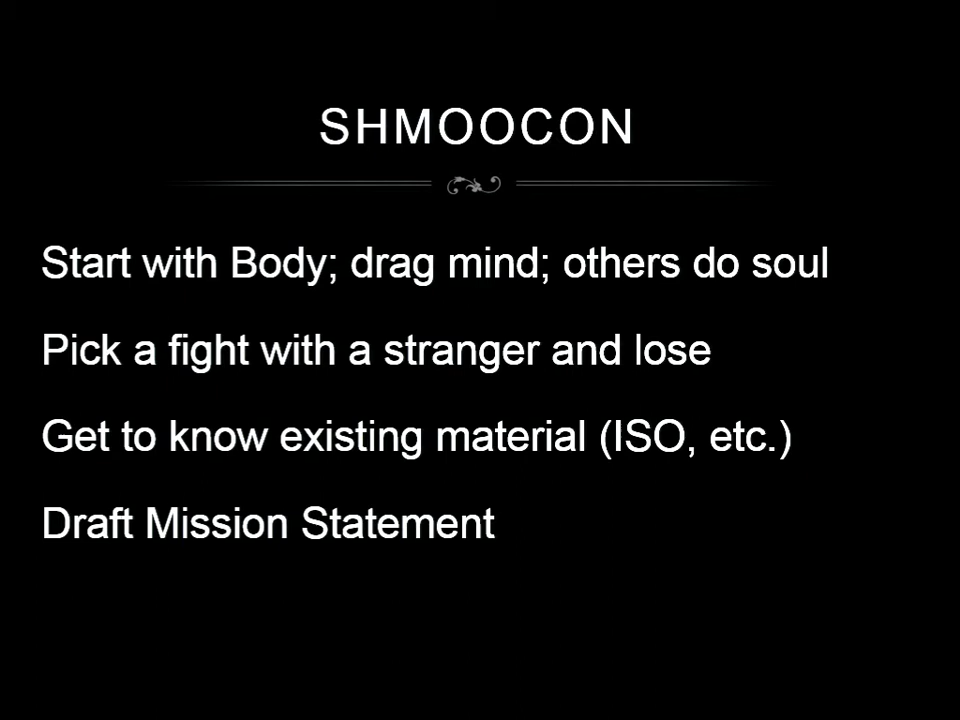 SHMOOCON
Start with Body; drag mind; others do soul
Pick a fight with a stranger and lose
Get to know existing material (ISO, etc.)
Draft Mission Statement